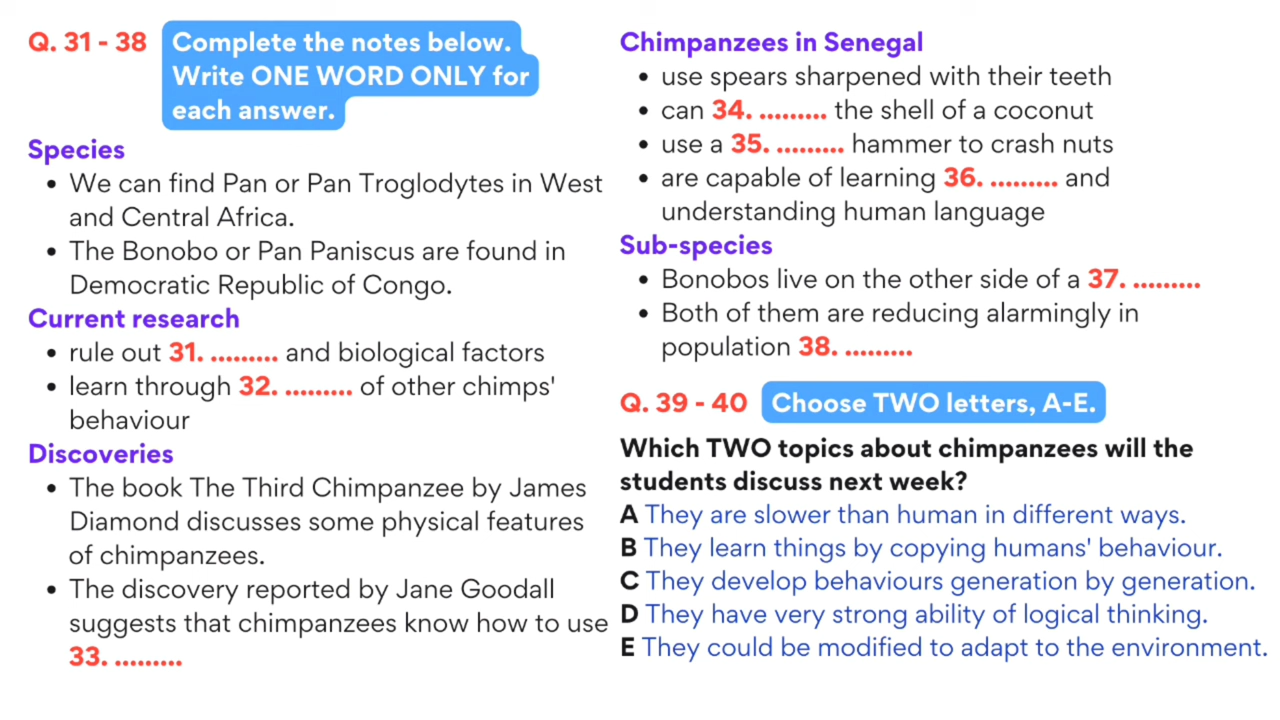 Q. 31 - 38
Complete the notes below.
Write ONE WORD ONLY for
each answer.
Species
• We can find Pan or Pan Troglodytes in West
and Central Africa.
• The Bonobo or Pan Paniscus are found in
Democratic Republic of Congo.
Current research
• rule out 31. ......... and biological factors
• learn through 32. ......... of other chimps'
behaviour
Discoveries
• The book The Third Chimpanzee by James
Diamond discusses some physical features
of chimpanzees.
• The discovery reported by Jane Goodall
suggests that chimpanzees know how to use
33. .........
Chimpanzees in Senegal
• use spears sharpened with their teeth
• can 34. ......... the shell of a coconut
• use a 35. ......... hammer to crash nuts
• are capable of learning 36. ......... and
understanding human language
Sub-species
• Bonobos live on the other side of a 37. .........
• Both of them are reducing alarmingly in
population 38. .........
Q. 39 - 40
Choose TWO letters, A-E.
Which TWO topics about chimpanzees will the
students discuss next week?
A They are slower than human in different ways.
B They learn things by copying humans' behaviour.
C They develop behaviours generation by generation.
D They have very strong ability of logical thinking.
E They could be modified to adapt to the environment.